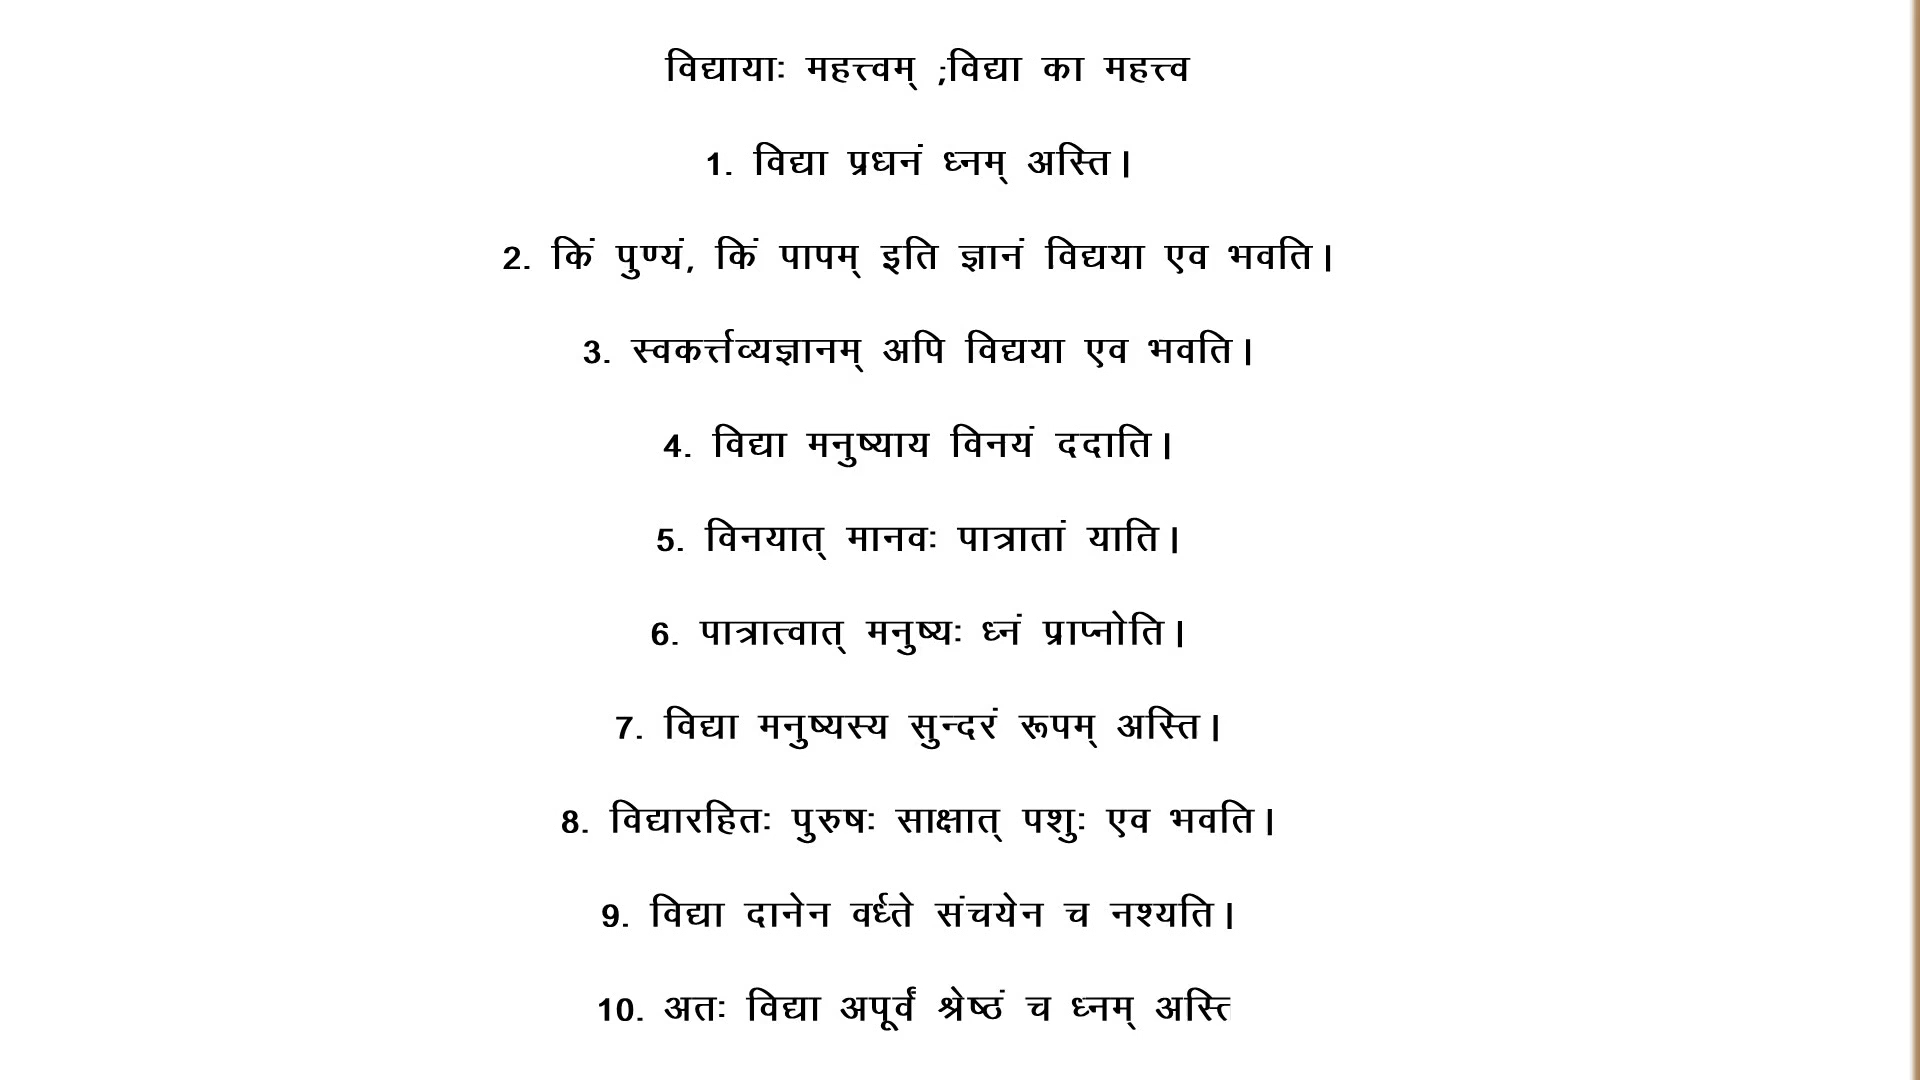 विद्यायाः महत्त्वम् ;विद्या का महत्त्व
1. विद्या प्रधनं ध्नम् अस्ति।
2. किं पुण्यं, किं पापम् इति ज्ञानं विद्यया एव भवति।
3. स्वकर्त्तव्यज्ञानम् अपि विद्यया एव भवति।
4. विद्या मनुष्याय विनयं ददाति।
5. विनयात् मानवः पात्राातां याति।
6. पात्राात्वात् मनुष्यः ध्नं प्राप्नोति।
7. विद्या मनुष्यस्य सुन्दरं रूपम् अस्ति।
8. विद्यारहितः पुरुषः साक्षात् पशुः एव भवति।
9. विद्या दानेन वर्ध्ते संचयेन च नश्यति।
10. अतः विद्या अपूर्वं श्रेष्ठं च ध्नम् अस्ति